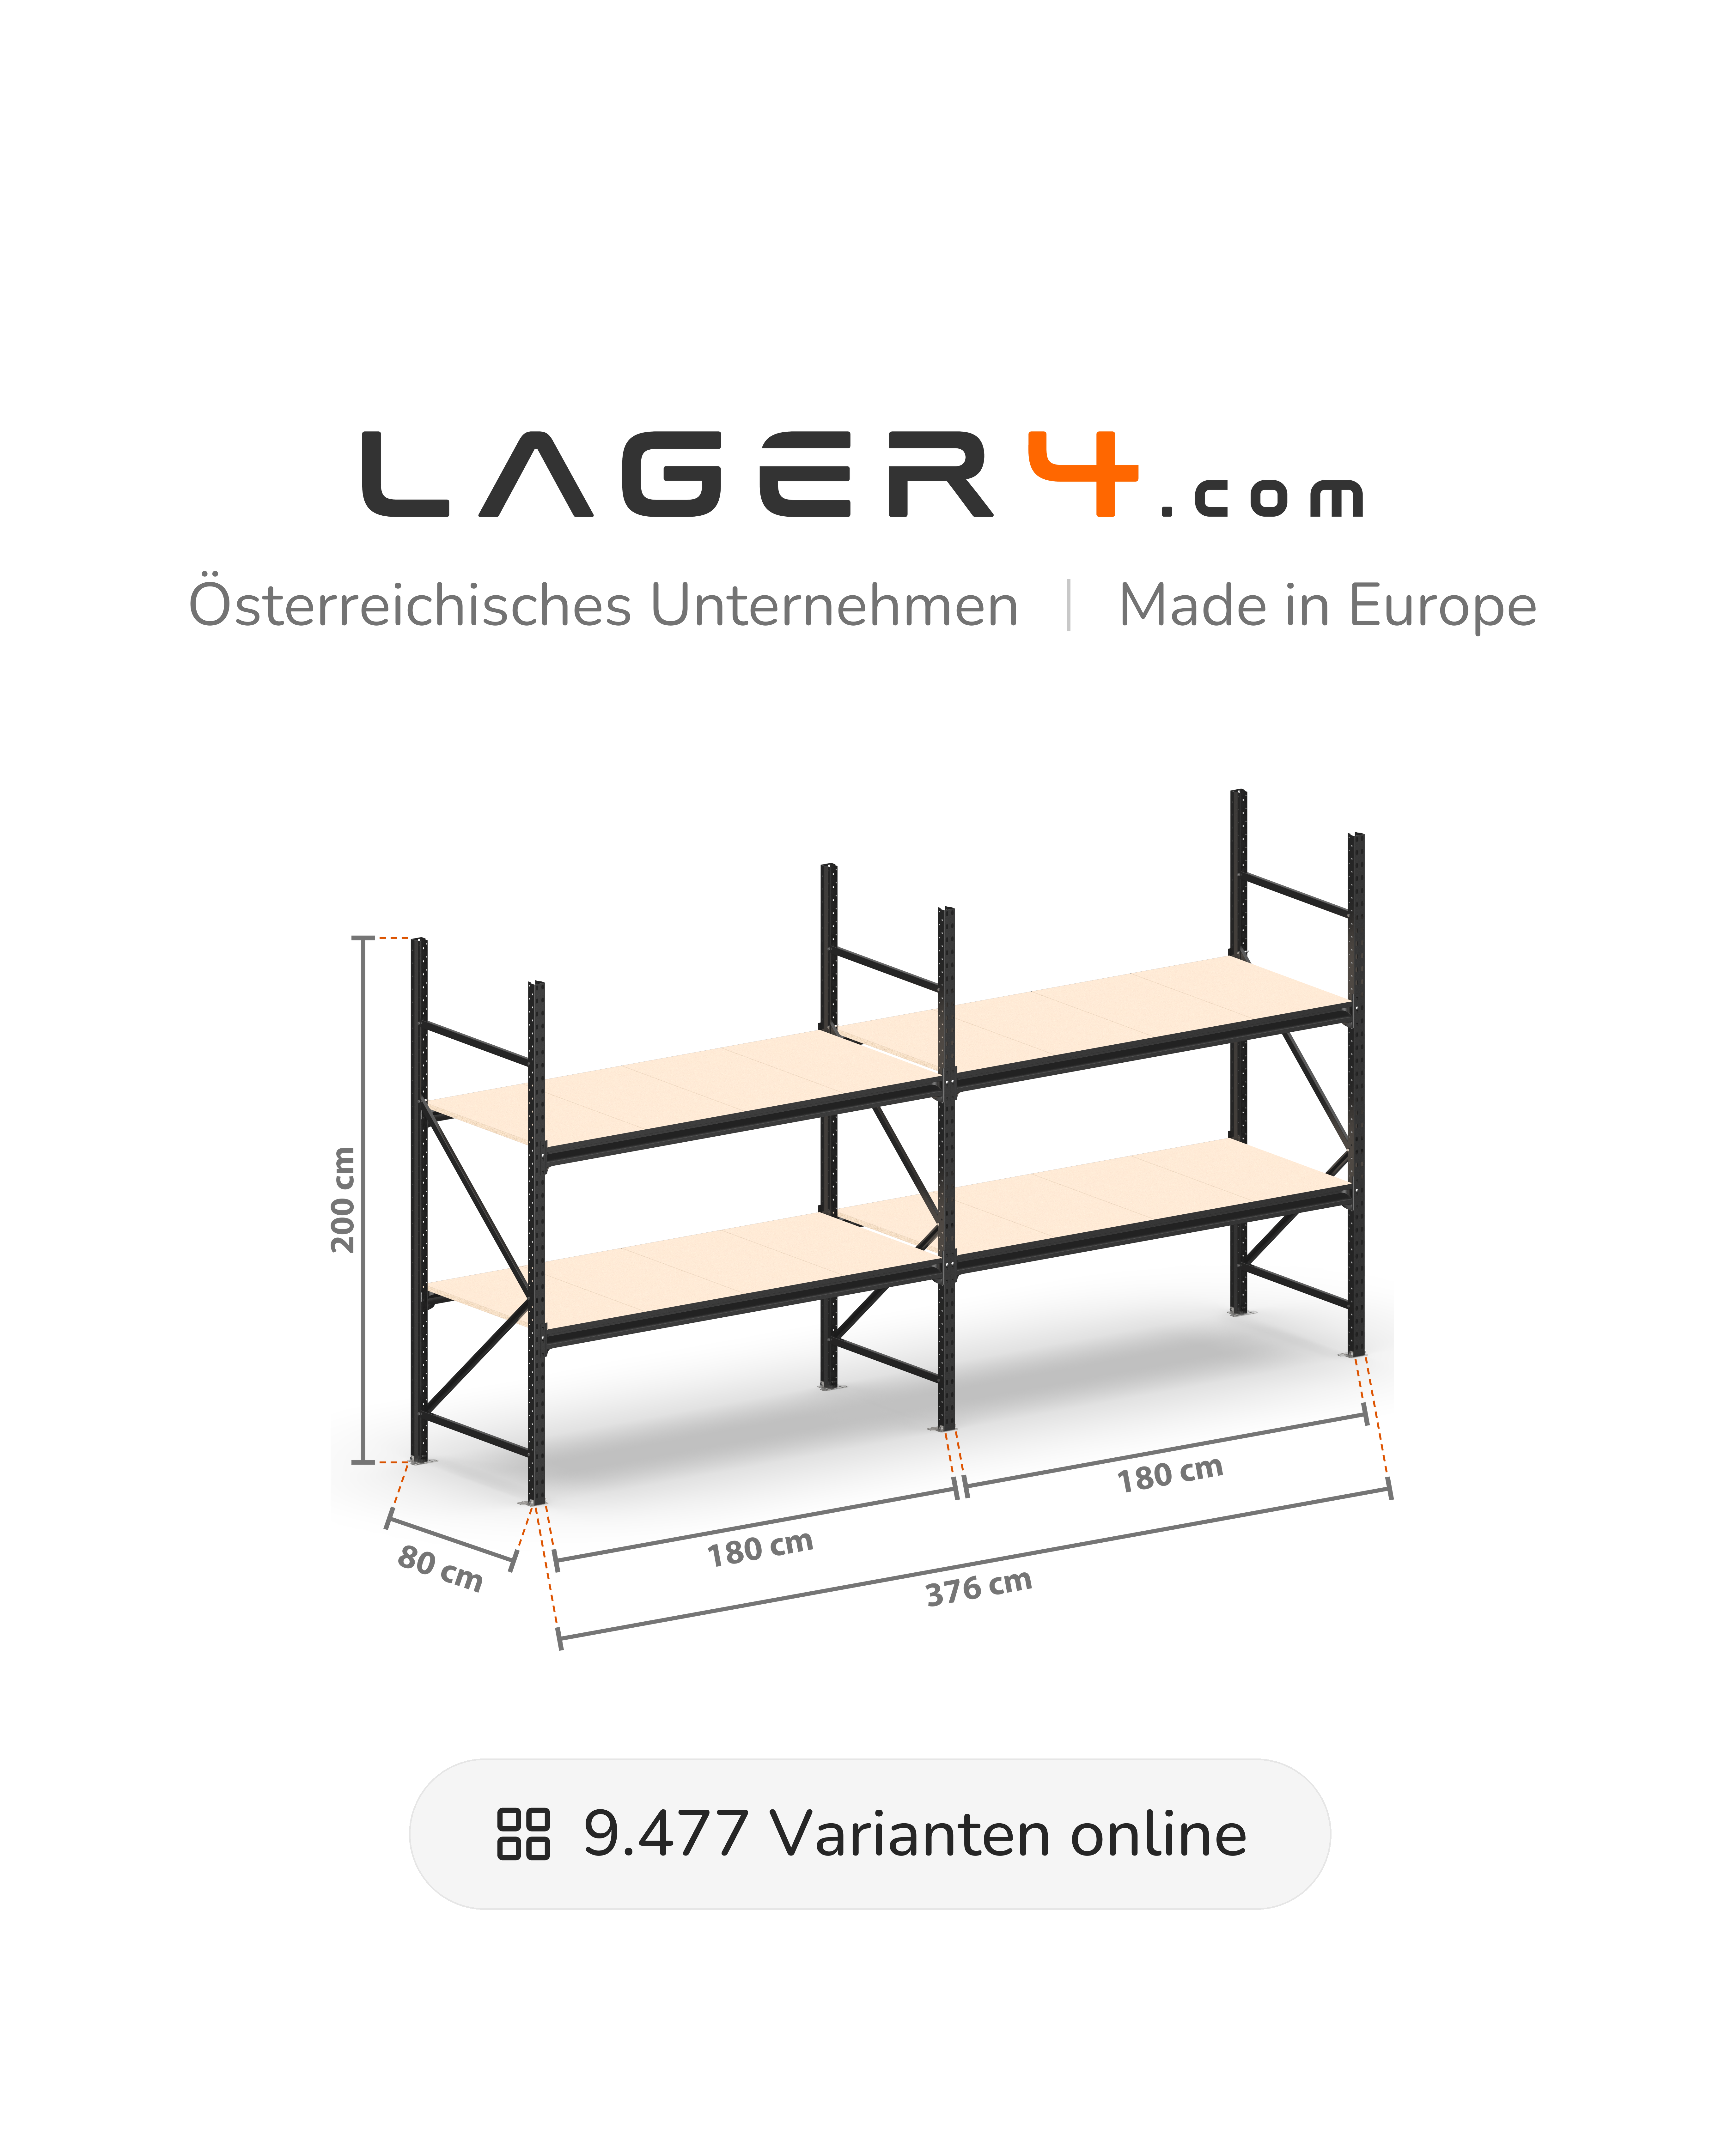 LAGER4.com
Österreichisches Unternehmen | Made in Europe
200 cm
80 cm
180 cm
180 cm
376 cm
9.477 Varianten online